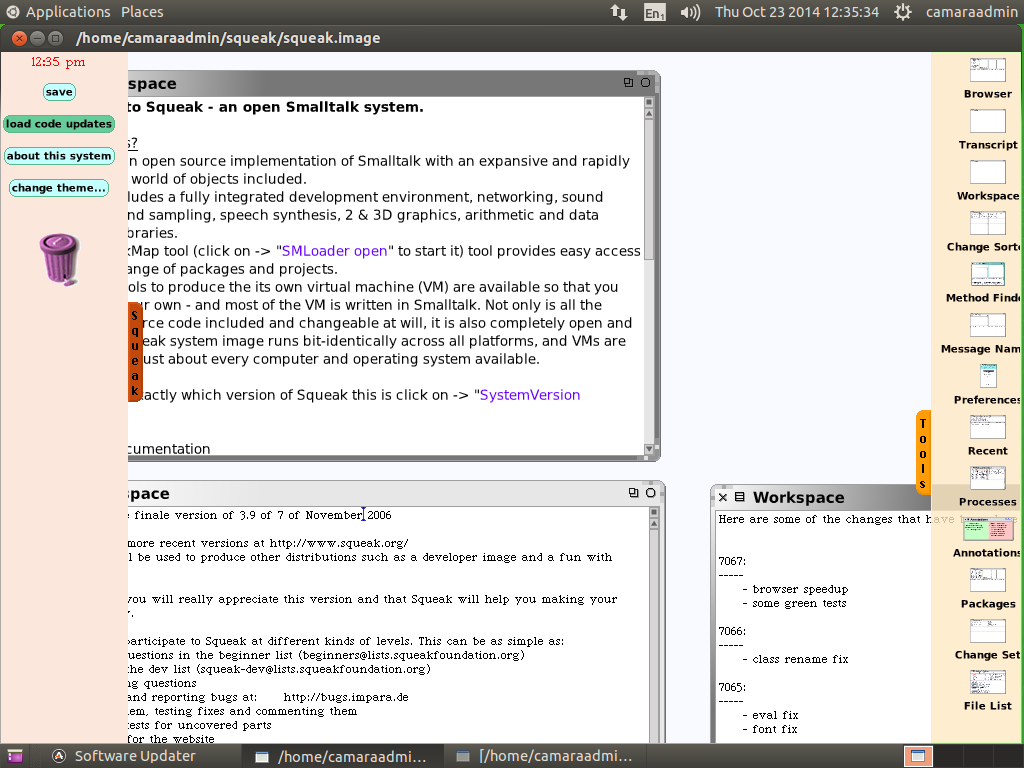 Applications Places
En1 Thu Oct 23 2014 12:35:34 camaraadmin
/home/camaraadmin/squeak/squeak.image
12:35 pm
save
load code updates
about this system
change theme...
Squeak
space
to Squeak - an open Smalltalk system.
s?
n open source implementation of Smalltalk with an expansive and rapidly
world of objects included.
ludes a fully integrated development environment, networking, sound
nd sampling, speech synthesis, 2 & 3D graphics, arithmetic and data
braries.
kMap tool (click on -> "SMLoader open" to start it) tool provides easy access
ange of packages and projects.
ols to produce the its own virtual machine (VM) are available so that you
r own - and most of the VM is written in Smalltalk. Not only is all the
rce code included and changeable at will, it is also completely open and
eak system image runs bit-identically across all platforms, and VMs are
ust about every computer and operating system available.
actly which version of Squeak this is click on -> "SystemVersion
cumentation
space
e finale version of 3.9 of 7 of November 2006
more recent versions at http://www.squeak.org/
l be used to produce other distributions such as a developer image and a fun with
you will really appreciate this version and that Squeak will help you making your
articipate to Squeak at different kinds of levels. This can be as simple as:
uestions in the beginner list (beginners@lists.squeakfoundation.org)
the dev list (squeak-dev@lists.squeakfoundation.org)
ng questions
and reporting bugs at: http://bugs.impara.de
em, testing fixes and commenting them
tests for uncovered parts
for the website
Workspace
Here are some of the changes that have
7067:
-----
- browser speedup
- some green tests
7066:
-----
- class rename fix
7065:
-----
- eval fix
- font fix
Tools
Browser
Transcript
Workspace
Change Sorte
Method Finde
Message Nam
Preferences
Recent
Processes
Annotations
Packages
Change Set
File List
Software Updater
/home/camaraadmi...
[/home/camaraadmi...